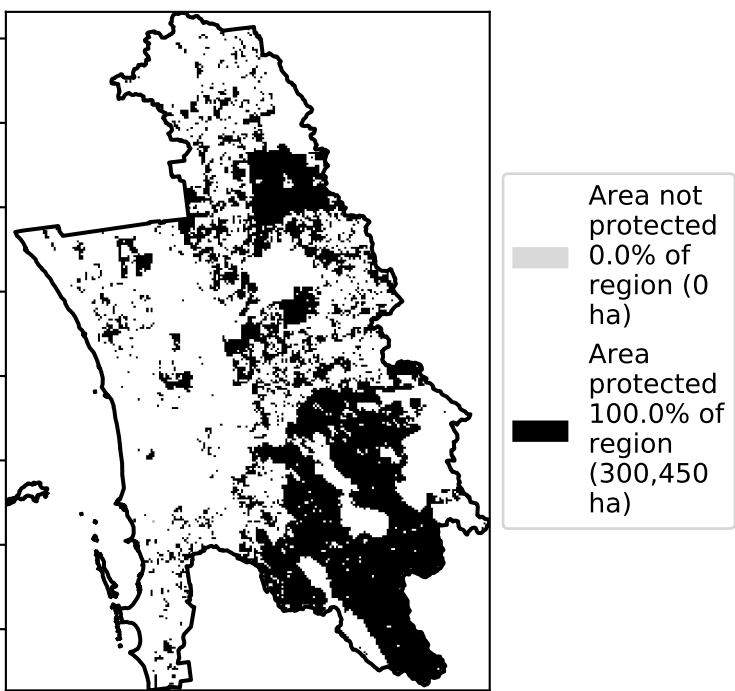 Area not
protected
0.0% of
region (0
ha)
Area
protected
100.0% of
region
(300,450
ha)